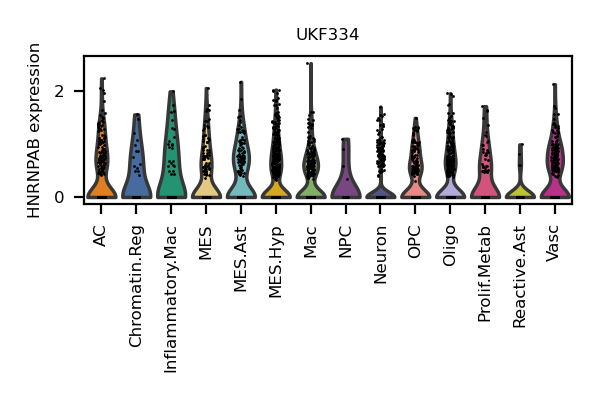 UKF334
HNRNPAB expression
2
0
AC
Chromatin.Reg
Inflammatory.Mac
MES
MES.Ast
MES.Hyp
Mac
NPC
Neuron
OPC
Oligo
Prolif.Metab
Reactive.Ast
Vasc